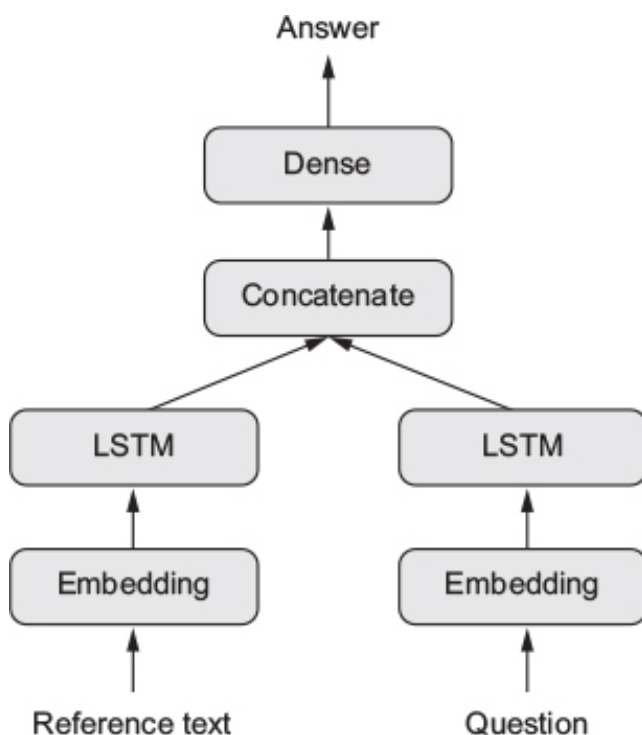 Answer
Dense
Concatenate
LSTM LSTM
Embedding Embedding
Reference text Question